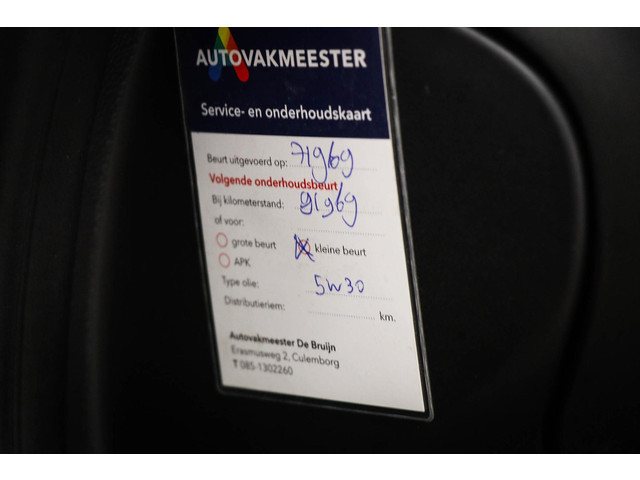 AUTOVAKMEESTER
Service- en onderhoudskaart
Beurt uitgevoerd op: 71969
Volgende onderhoudsbeurt
Bij kilometerstand: 91969
of voor:
grote beurt X kleine beurt
APK
Type olie: 5W30
Distributieriem: km.
Autovakmeester De Bruijn
Erasmusweg 2, Culemborg
T 085-1302260